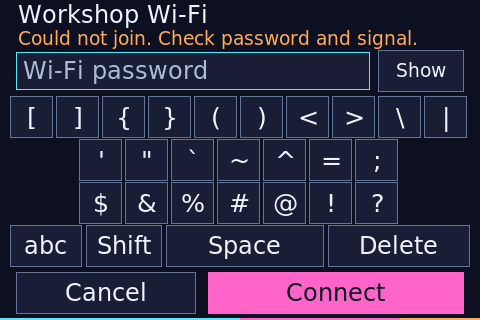 Workshop Wi-Fi
Could not join. Check password and signal.
Wi-Fi password Show
[ ] { } ( ) < > \ |
' " ` ~ ^ = ;
$ & % # @ ! ?
abc Shift Space Delete
Cancel Connect